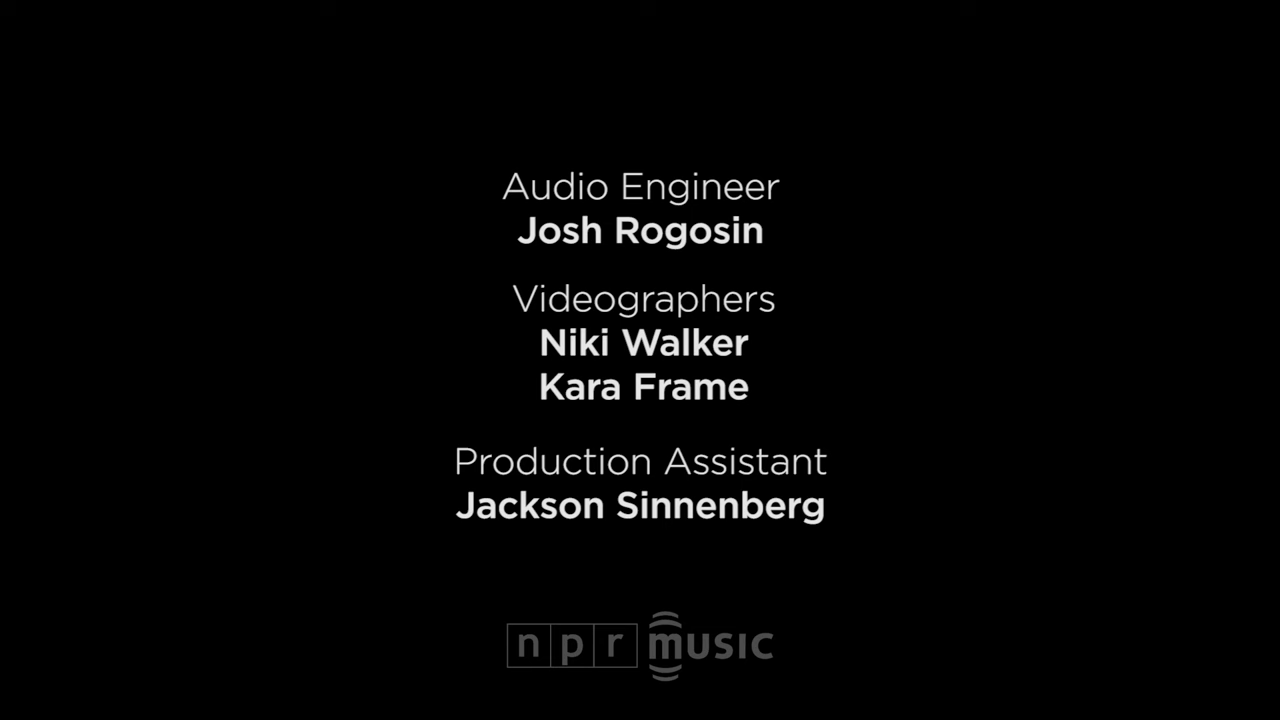 Audio Engineer
Josh Rogosin
Videographers
Niki Walker
Kara Frame
Production Assistant
Jackson Sinnenberg
npr music